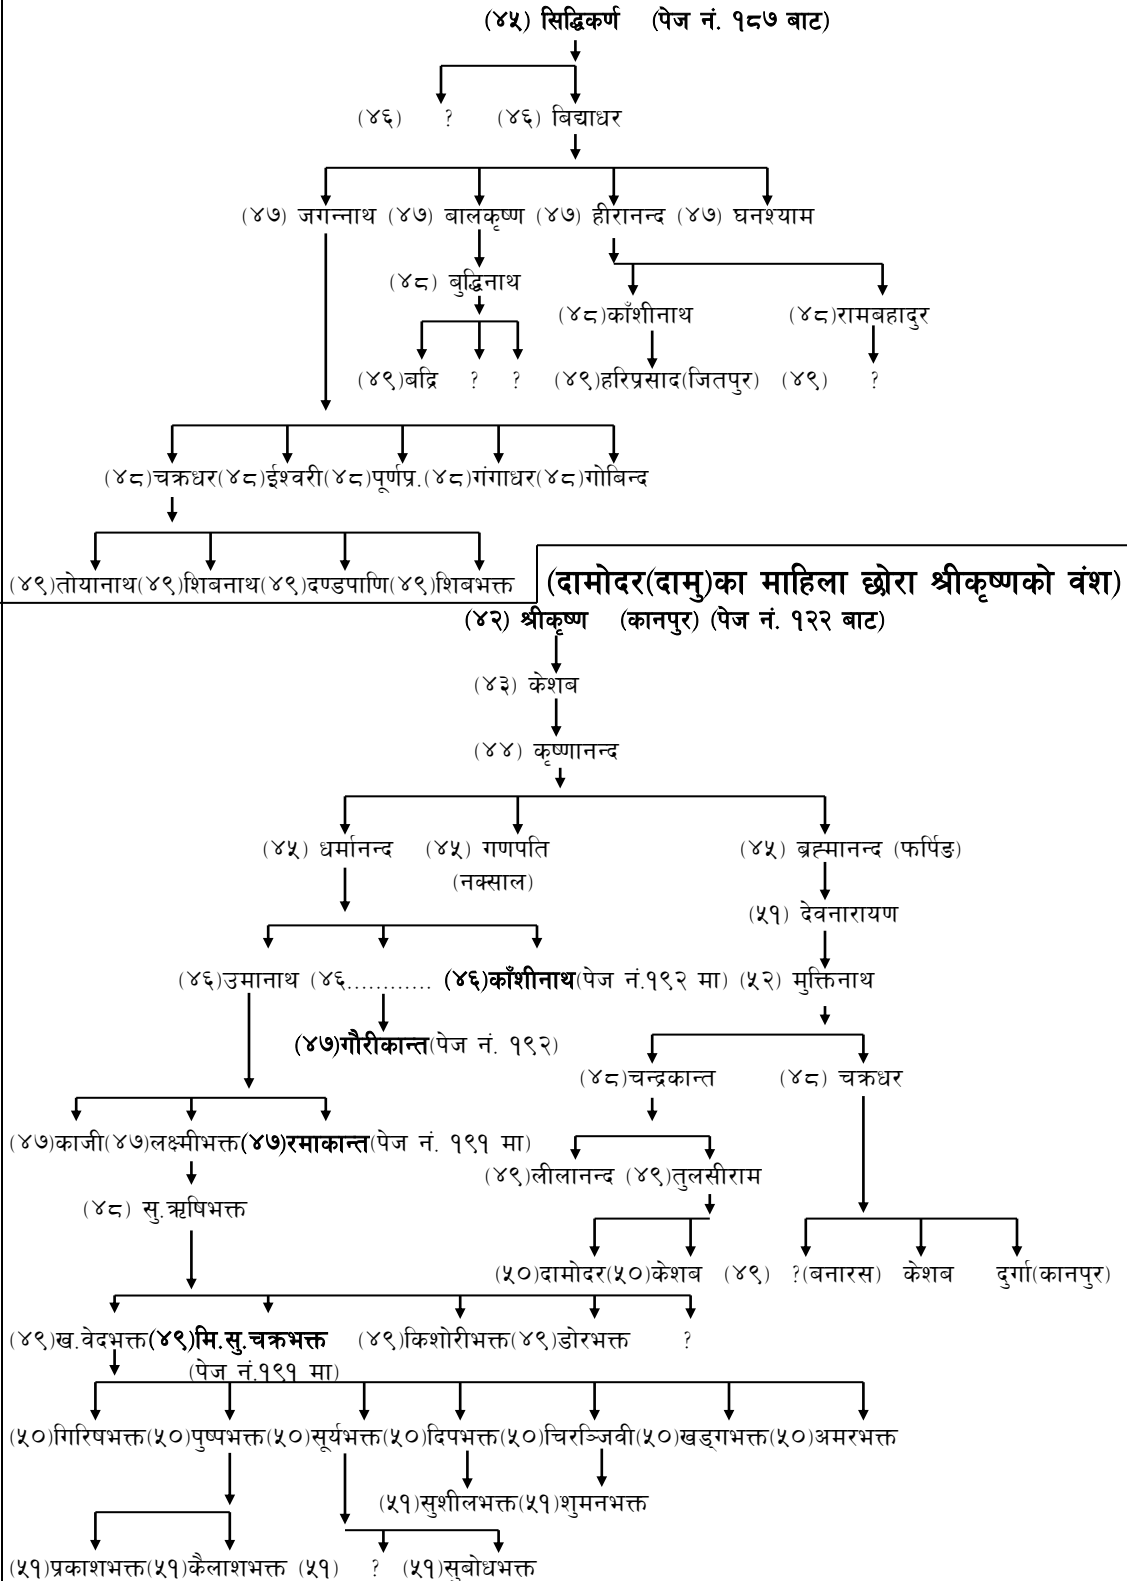 (४५) सिद्धिकर्ण (पेज नं. १८७ बाट)
(४६) ? (४६) बिद्याधर
(४७) जगन्नाथ (४७) बालकृष्ण (४७) हीरानन्द (४७) घनश्याम
(४८) बुद्धिनाथ
(४८)काँशीनाथ (४८)रामबहादुर
(४९)बद्रि ? ? (४९)हरिप्रसाद(जितपुर) (४९) ?
(४८)चक्रधर(४८)ईश्वरी(४८)पूर्णप्र.(४८)गंगाधर(४८)गोबिन्द
(४९)तोयानाथ(४९)शिबनाथ(४९)दण्डपाणि(४९)शिबभक्त
(दामोदर(दामु)का माहिला छोरा श्रीकृष्णको वंश)
(४२) श्रीकृष्ण (कानपुर) (पेज नं. १२२ बाट)
(४३) केशब
(४४) कृष्णानन्द
(४५) धर्मानन्द (४५) गणपति (४५) ब्रह्मानन्द (फर्पिङ)
(नक्साल)
(५१) देवनारायण
(४६)उमानाथ (४६............ (४६)काँशीनाथ(पेज नं.१९२ मा) (५२) मुक्तिनाथ
(४७)गौरीकान्त(पेज नं. १९२)
(४८)चन्द्रकान्त (४८) चक्रधर
(४७)काजी(४७)लक्ष्मीभक्त(४७)रमाकान्त(पेज नं. १९१ मा)
(४९)लीलानन्द (४९)तुलसीराम
(४८) सु.ऋषिभक्त
(५०)दामोदर(५०)केशब (४९) ?(बनारस) केशब दुर्गा(कानपुर)
(४९)ख.वेदभक्त(४९)मि.सु.चक्रभक्त (४९)किशोरीभक्त(४९)डोरभक्त ?
(पेज नं.१९१ मा)
(५०)गिरिषभक्त(५०)पुष्पभक्त(५०)सूर्यभक्त(५०)दिपभक्त(५०)चिरञ्जिवी(५०)खड्गभक्त(५०)अमरभक्त
(५१)सुशीलभक्त(५१)शुमनभक्त
(५१)प्रकाशभक्त(५१)कैलाशभक्त (५१) ? (५१)सुबोधभक्त